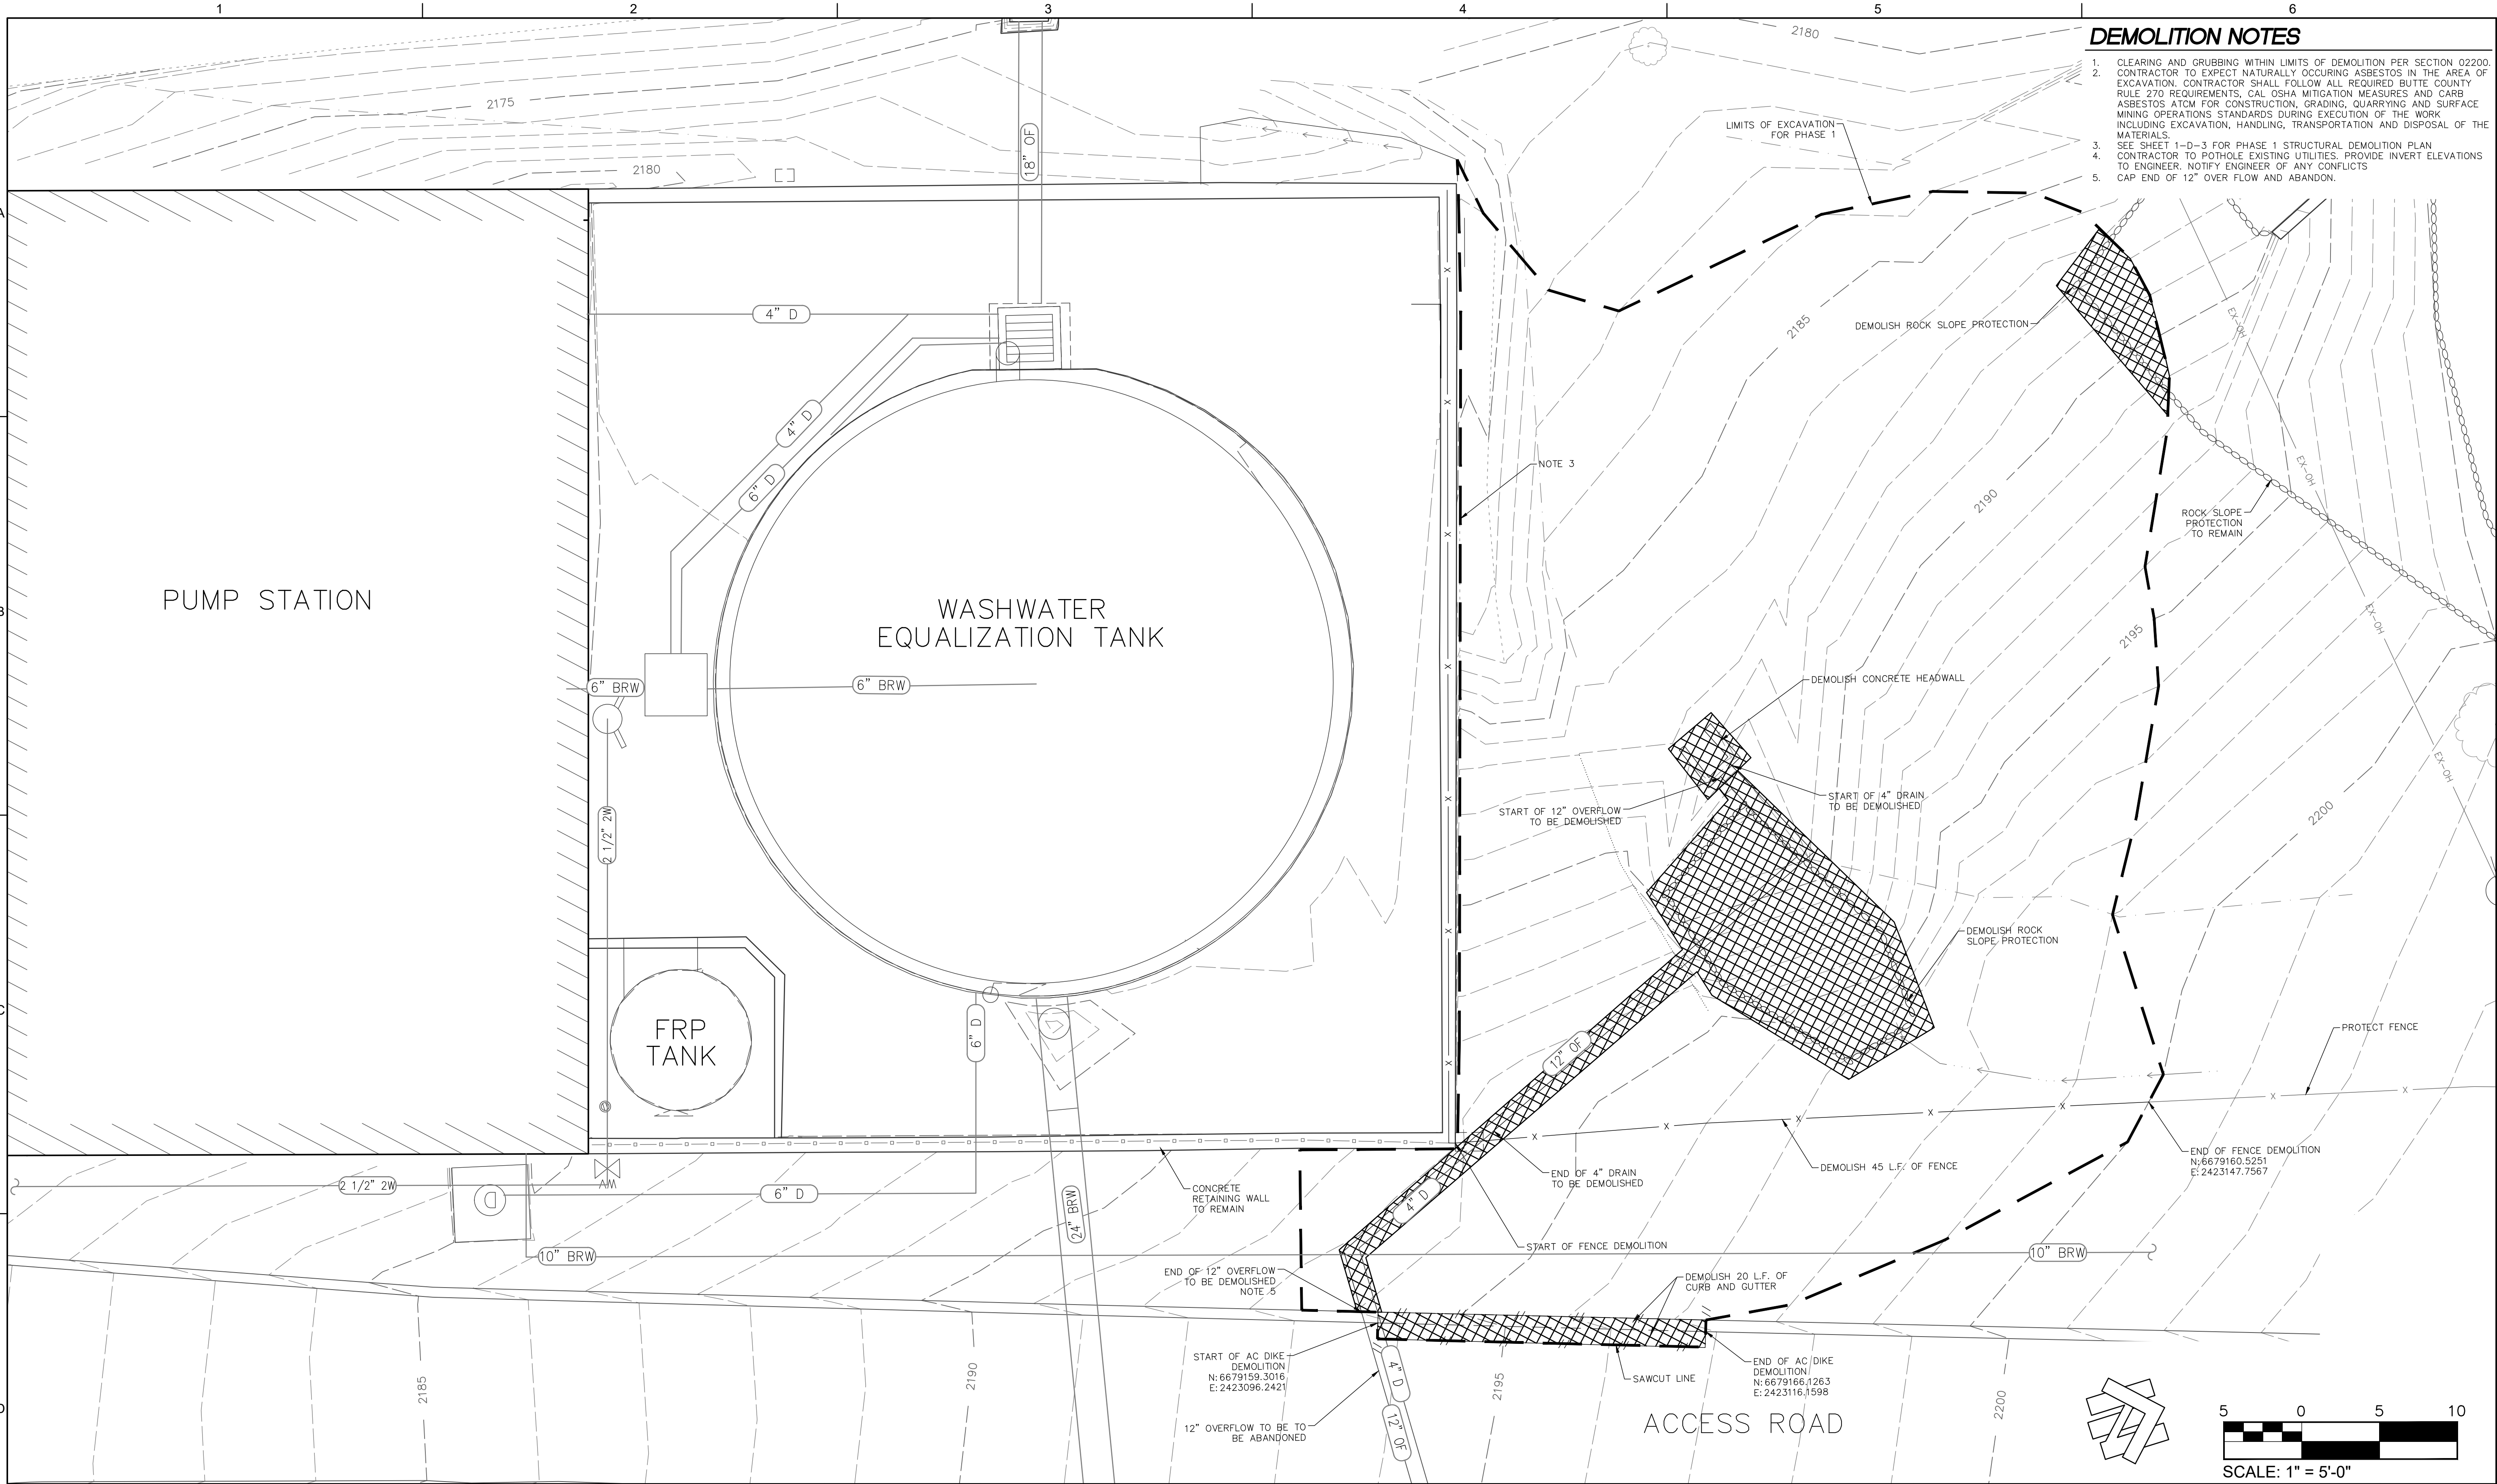 1
2
3
4
5
6
A
B
C
D
DEMOLITION NOTES
1. CLEARING AND GRUBBING WITHIN LIMITS OF DEMOLITION PER SECTION 02200.
2. CONTRACTOR TO EXPECT NATURALLY OCCURING ASBESTOS IN THE AREA OF
EXCAVATION. CONTRACTOR SHALL FOLLOW ALL REQUIRED BUTTE COUNTY
RULE 270 REQUIREMENTS, CAL OSHA MITIGATION MEASURES AND CARB
ASBESTOS ATCM FOR CONSTRUCTION, GRADING, QUARRYING AND SURFACE
MINING OPERATIONS STANDARDS DURING EXECUTION OF THE WORK
INCLUDING EXCAVATION, HANDLING, TRANSPORTATION AND DISPOSAL OF THE
MATERIALS.
3. SEE SHEET 1-D-3 FOR PHASE 1 STRUCTURAL DEMOLITION PLAN
4. CONTRACTOR TO POTHOLE EXISTING UTILITIES. PROVIDE INVERT ELEVATIONS
TO ENGINEER. NOTIFY ENGINEER OF ANY CONFLICTS
5. CAP END OF 12" OVER FLOW AND ABANDON.
2180
2175
2180
18" OF
LIMITS OF EXCAVATION
FOR PHASE 1
4" D
DEMOLISH ROCK SLOPE PROTECTION
2185
EX-OH
4" D
6" D
NOTE 3
EX-OH
2190
ROCK SLOPE
PROTECTION
TO REMAIN
PUMP STATION
WASHWATER
EQUALIZATION TANK
EX-OH
2195
6" BRW
6" BRW
DEMOLISH CONCRETE HEADWALL
EX-OH
START OF 4" DRAIN
TO BE DEMOLISHED
START OF 12" OVERFLOW
TO BE DEMOLISHED
2 1/2" 2W
2200
DEMOLISH ROCK
SLOPE PROTECTION
FRP
TANK
6" D
12" OF
PROTECT FENCE
X
X
X
X
X
X
X
X
X
X
X
X
X
X
DEMOLISH 45 L.F. OF FENCE
END OF FENCE DEMOLITION
N: 6679160.5251
E: 2423147.7567
END OF 4" DRAIN
TO BE DEMOLISHED
2 1/2" 2W
D
AM
6" D
CONCRETE
RETAINING WALL
TO REMAIN
24" BRW
4" D
START OF FENCE DEMOLITION
10" BRW
10" BRW
END OF 12" OVERFLOW
TO BE DEMOLISHED
NOTE 5
DEMOLISH 20 L.F. OF
CURB AND GUTTER
START OF AC DIKE
DEMOLITION
N: 6679159.3016
E: 2423096.2421
END OF AC DIKE
DEMOLITION
N: 6679166.1263
E: 2423116.1598
SAWCUT LINE
4" D
2185
2190
2195
2200
12" OVERFLOW TO BE TO
BE ABANDONED
12" OF
ACCESS ROAD
5 0 5 10
SCALE: 1" = 5'-0"